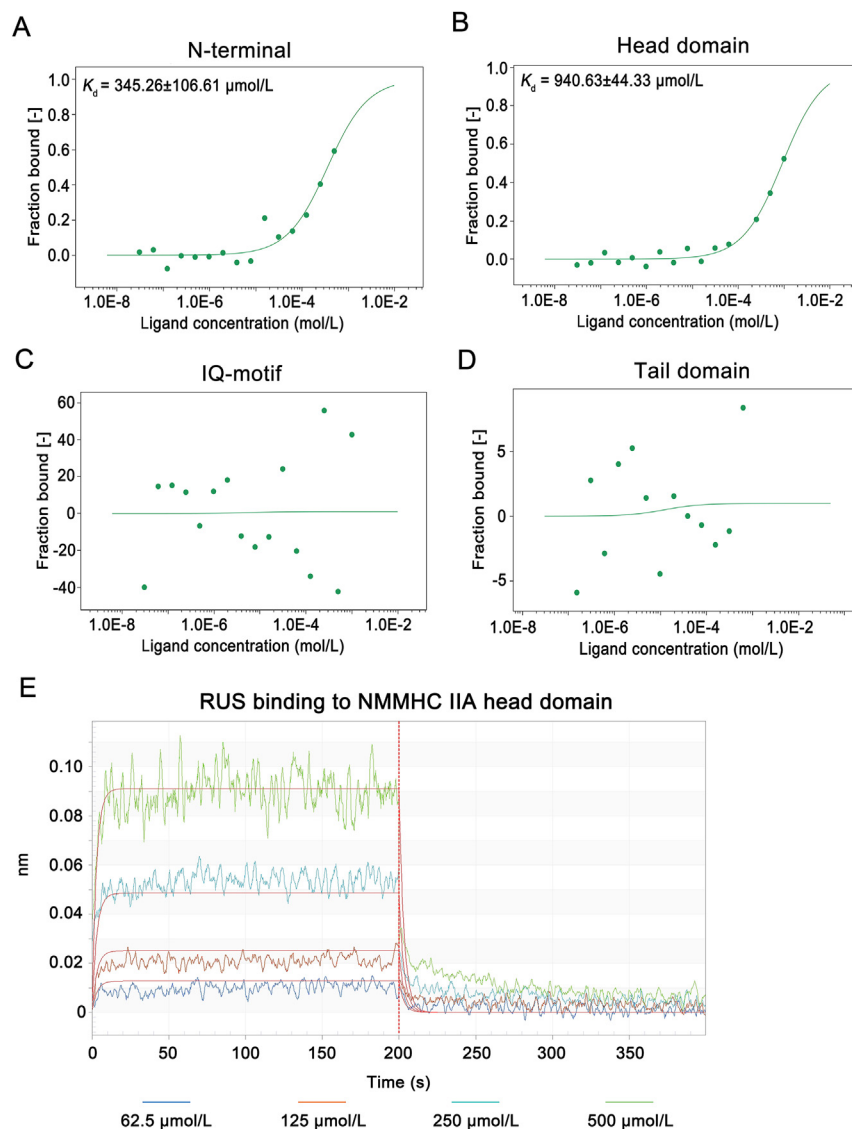 A
N-terminal
K_d = 345.26±106.61 µmol/L
Fraction bound [-]
1.0
0.8
0.6
0.4
0.2
0.0
1.0E-8
1.0E-6
1.0E-4
1.0E-2
Ligand concentration (mol/L)
B
Head domain
K_d = 940.63±44.33 µmol/L
Fraction bound [-]
1.0
0.8
0.6
0.4
0.2
0.0
1.0E-8
1.0E-6
1.0E-4
1.0E-2
Ligand concentration (mol/L)
C
IQ-motif
Fraction bound [-]
60
40
20
0
-20
-40
1.0E-8
1.0E-6
1.0E-4
1.0E-2
Ligand concentration (mol/L)
D
Tail domain
Fraction bound [-]
5
0
-5
1.0E-8
1.0E-6
1.0E-4
1.0E-2
Ligand concentration (mol/L)
E
RUS binding to NMMHC IIA head domain
nm
0.10
0.08
0.06
0.04
0.02
0
0
50
100
150
200
250
300
350
Time (s)
62.5 µmol/L
125 µmol/L
250 µmol/L
500 µmol/L